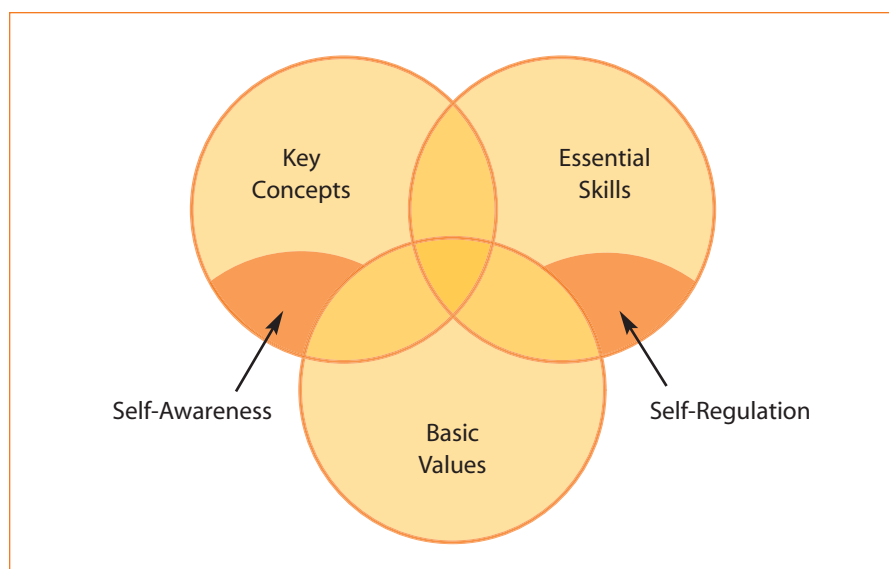 Key
Concepts
Essential
Skills
Self-Awareness
Self-Regulation
Basic
Values